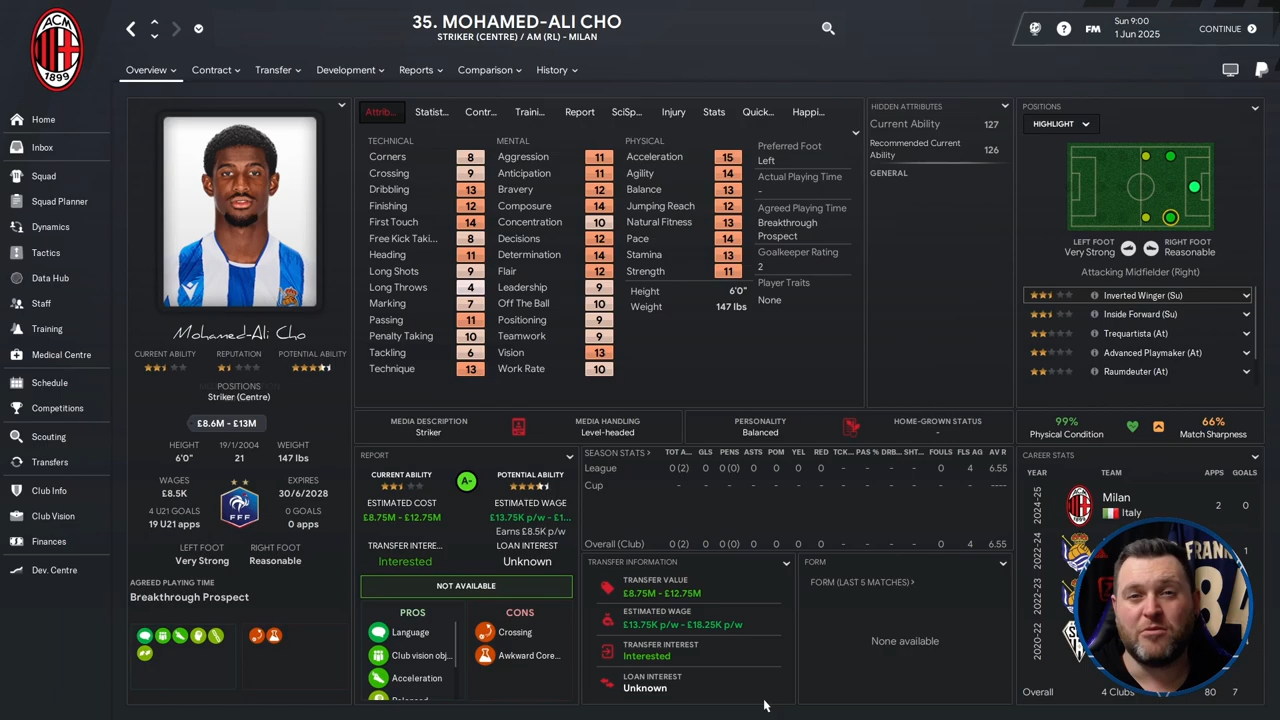 ACM
1899
35. MOHAMED-ALI CHO
STRIKER (CENTRE) / AM (RL) - MILAN
FM
Sun 9:00
1 Jun 2025
CONTINUE
Overview
Contract
Transfer
Development
Reports
Comparison
History
Home
Inbox
Squad
Squad Planner
Dynamics
Tactics
Data Hub
Staff
Training
Medical Centre
Schedule
Competitions
Scouting
Transfers
Club Info
Club Vision
Finances
Dev. Centre
Mohamed-Ali Cho
CURRENT ABILITY
REPUTATION
POTENTIAL ABILITY
POSITIONS
Striker (Centre)
£8.6M - £13M
HEIGHT
6'0"
19/1/2004
21
WEIGHT
147 lbs
WAGES
£8.5K
EXPIRES
30/6/2028
FFF
4 U21 GOALS
19 U21 apps
0 GOALS
0 apps
LEFT FOOT
Very Strong
RIGHT FOOT
Reasonable
AGREED PLAYING TIME
Breakthrough Prospect
Attrib...
Statist...
Contr...
Traini...
Report
SciSp...
Injury
Stats
Quick...
Happi...
TECHNICAL
Corners 8
Crossing 9
Dribbling 13
Finishing 12
First Touch 14
Free Kick Taki... 8
Heading 11
Long Shots 9
Long Throws 4
Marking 7
Passing 11
Penalty Taking 10
Tackling 6
Technique 13
MENTAL
Aggression 11
Anticipation 11
Bravery 12
Composure 14
Concentration 10
Decisions 12
Determination 14
Flair 12
Leadership 9
Off The Ball 10
Positioning 9
Teamwork 9
Vision 13
Work Rate 10
PHYSICAL
Acceleration 15
Agility 14
Balance 13
Jumping Reach 12
Natural Fitness 13
Pace 14
Stamina 13
Strength 11
Height 6'0"
Weight 147 lbs
Preferred Foot
Left
Actual Playing Time
-
Agreed Playing Time
Breakthrough
Prospect
Goalkeeper Rating
2
Player Traits
None
HIDDEN ATTRIBUTES
Current Ability 127
Recommended Current
Ability 126
GENERAL
POSITIONS
HIGHLIGHT
LEFT FOOT
Very Strong
RIGHT FOOT
Reasonable
Attacking Midfielder (Right)
Inverted Winger (Su)
Inside Forward (Su)
Trequartista (At)
Advanced Playmaker (At)
Raumdeuter (At)
MEDIA DESCRIPTION
Striker
MEDIA HANDLING
Level-headed
PERSONALITY
Balanced
HOME-GROWN STATUS
-
99%
Physical Condition
66%
Match Sharpness
REPORT
CURRENT ABILITY
A-
POTENTIAL ABILITY
ESTIMATED COST
£8.75M - £12.75M
ESTIMATED WAGE
£13.75K p/w - £1...
Earns £8.5K p/w
TRANSFER INTERE...
Interested
LOAN INTEREST
Unknown
NOT AVAILABLE
PROS
Language
Club vision obj...
Acceleration
CONS
Crossing
Awkward Core...
SEASON STATS> TOT A... GLS PENS ASTS POM YEL RED TCK... PAS % DRB... SHT... FOULS FLS AG AV R
League 0 (2) 0 0 (0) 0 0 0 0 - - - - 0 4 6.55
Cup - - - - - - - - - - - - - ----
Overall (Club) 0 (2) 0 0 (0) 0 0 0 0 - - - - 0 4 6.55
TRANSFER INFORMATION
TRANSFER VALUE
£8.75M - £12.75M
ESTIMATED WAGE
£13.75K p/w - £18.25K p/w
TRANSFER INTEREST
Interested
LOAN INTEREST
Unknown
FORM
FORM (LAST 5 MATCHES)>
None available
CAREER STATS
YEAR TEAM APPS GOALS
2024-25
Milan
Italy
2 0
2022-24
1
2022-23
2020-22
Overall 4 Clubs 80 7